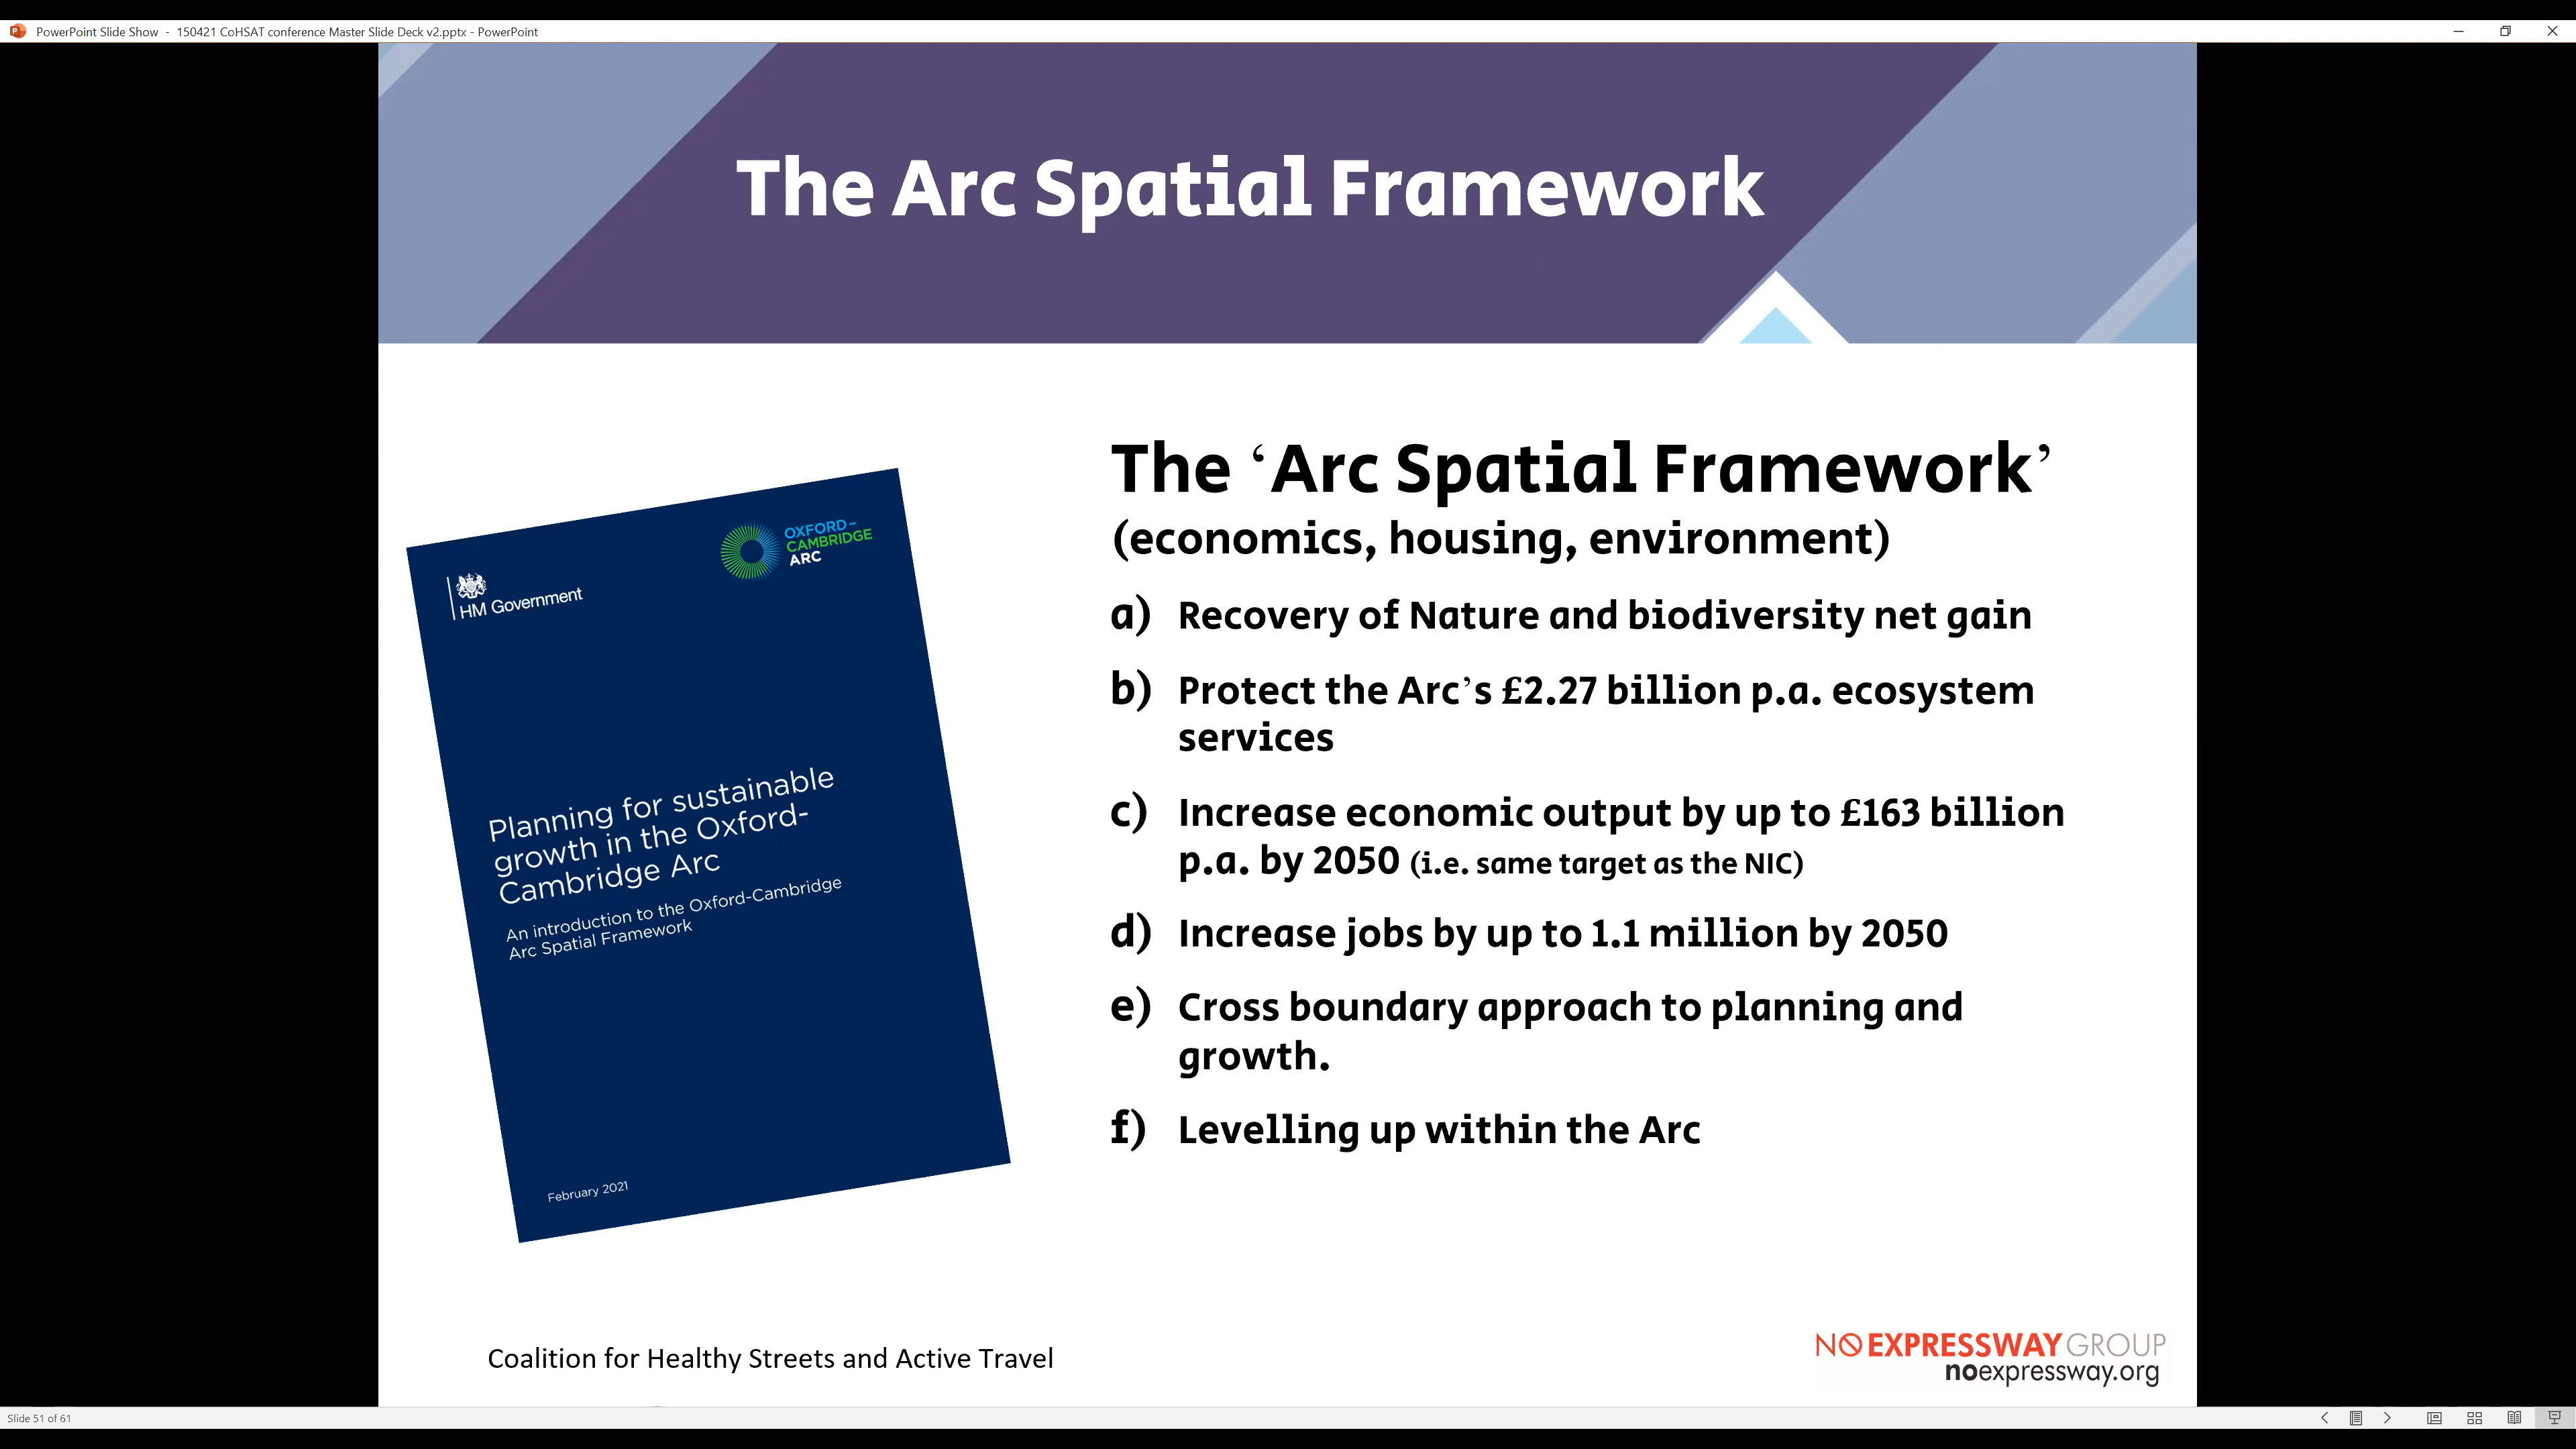 PowerPoint Slide Show - 150421 CoHSAT conference Master Slide Deck v2.pptx - PowerPoint
The Arc Spatial Framework
HM Government
OXFORD-
CAMBRIDGE
ARC
Planning for sustainable
growth in the Oxford-
Cambridge Arc
An introduction to the Oxford-Cambridge
Arc Spatial Framework
February 2021
The ‘Arc Spatial Framework’
(economics, housing, environment)
a) Recovery of Nature and biodiversity net gain
b) Protect the Arc’s £2.27 billion p.a. ecosystem
services
c) Increase economic output by up to £163 billion
p.a. by 2050 (i.e. same target as the NIC)
d) Increase jobs by up to 1.1 million by 2050
e) Cross boundary approach to planning and
growth.
f) Levelling up within the Arc
Coalition for Healthy Streets and Active Travel
NO EXPRESSWAY GROUP
noexpressway.org
Slide 51 of 61